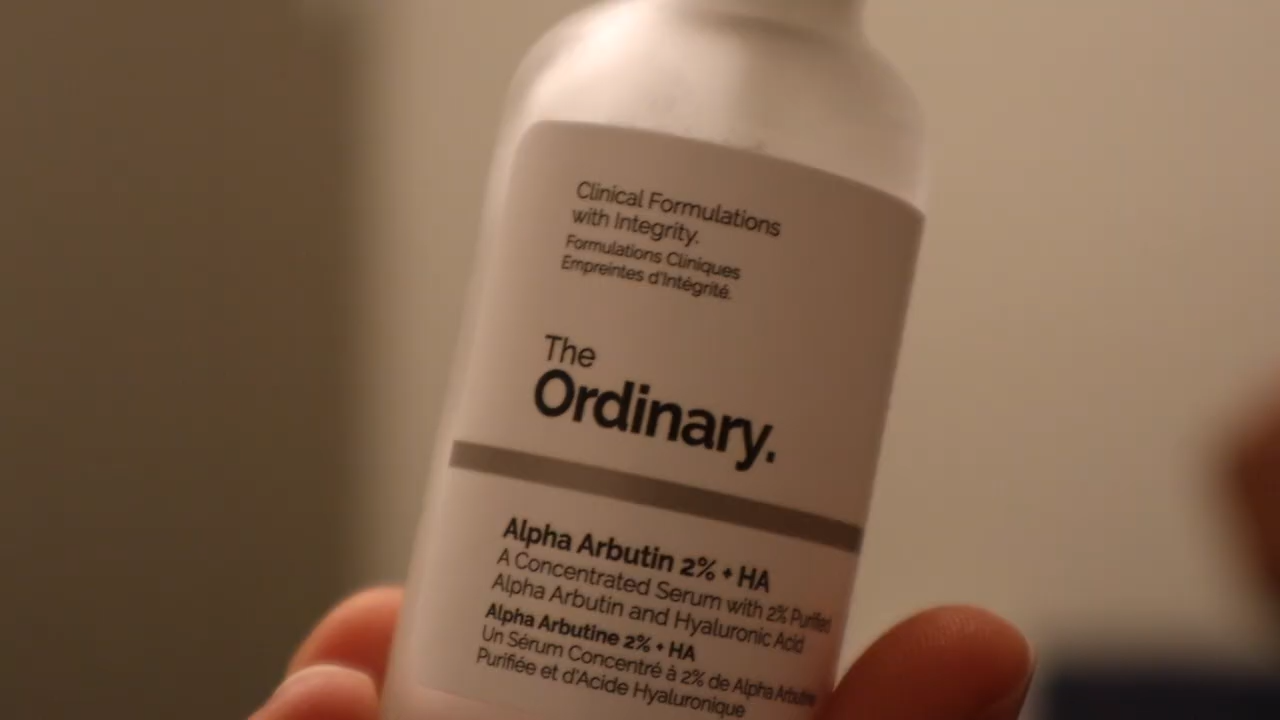 Clinical Formulations
with Integrity.
Formulations Cliniques
Empreintes d'Intégrité.
The
Ordinary.
Alpha Arbutin 2% + HA
A Concentrated Serum with 2% Purified
Alpha Arbutin and Hyaluronic Acid
Alpha Arbutine 2% + HA
Un Sérum Concentré à 2% de Alpha Arbutine
Purifiée et d'Acide Hyaluronique